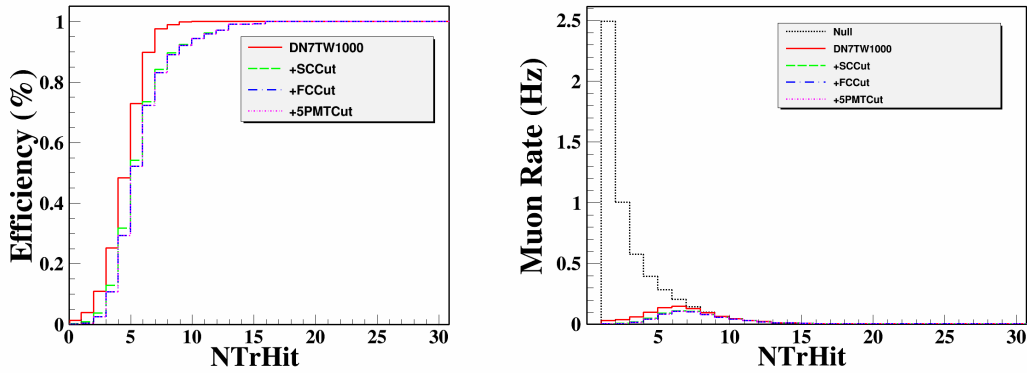 Efficiency (%)
1
0.8
0.6
0.4
0.2
0
DN7TW1000
+SCCut
+FCCut
+5PMTCut
0 5 10 15 20 25 30
NTrHit
Muon Rate (Hz)
2.5
2
1.5
1
0.5
0
Null
DN7TW1000
+SCCut
+FCCut
+5PMTCut
5 10 15 20 25 30
NTrHit